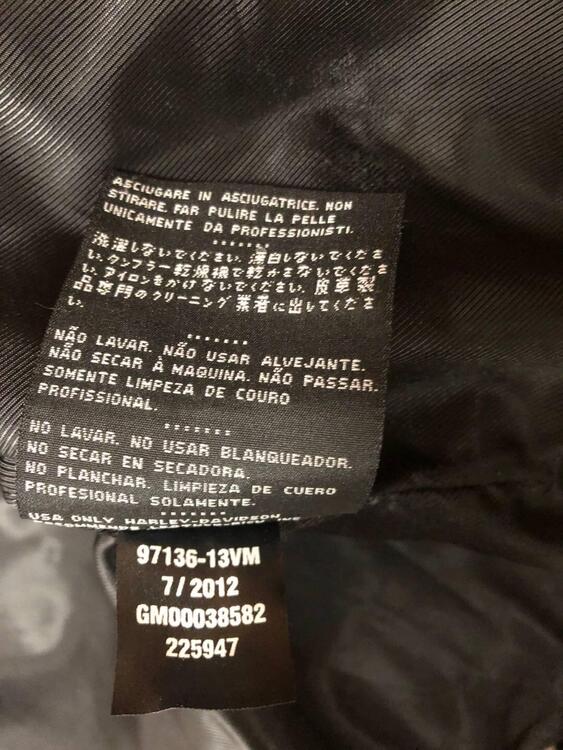 ASCIUGARE IN ASCIUGATRICE. NON
STIRARE. FAR PULIRE LA PELLE
UNICAMENTE DA PROFESSIONISTI.
.......
洗濯しないでください. 漂白しないでくださ
い. タンブラー乾燥機で乾かさないでくださ
い. アイロンをかけないでください. 皮革製
品専門のクリーニング業者に出してくださ
い.
.......
NÃO LAVAR. NÃO USAR ALVEJANTE.
NÃO SECAR À MAQUINA. NÃO PASSAR.
SOMENTE LIMPEZA DE COURO
PROFISSIONAL.
.......
NO LAVAR. NO USAR BLANQUEADOR.
NO SECAR EN SECADORA.
NO PLANCHAR. LIMPIEZA DE CUERO
PROFESIONAL SOLAMENTE.
.......
USA ONLY HARLEY-DAVIDSON
97136-13VM
7/2012
GM00038582
225947